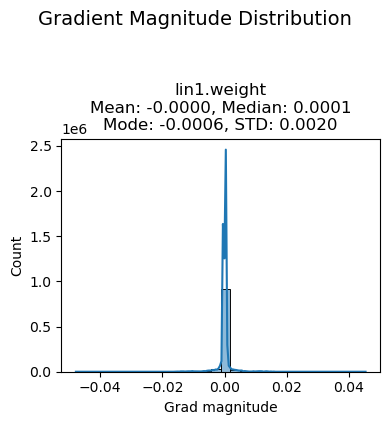 Gradient Magnitude Distribution
lin1.weight
Mean: -0.0000, Median: 0.0001
Mode: -0.0006, STD: 0.0020
1e6
2.5
2.0
1.5
1.0
0.5
0.0
Count
−0.04 −0.02 0.00 0.02 0.04
Grad magnitude